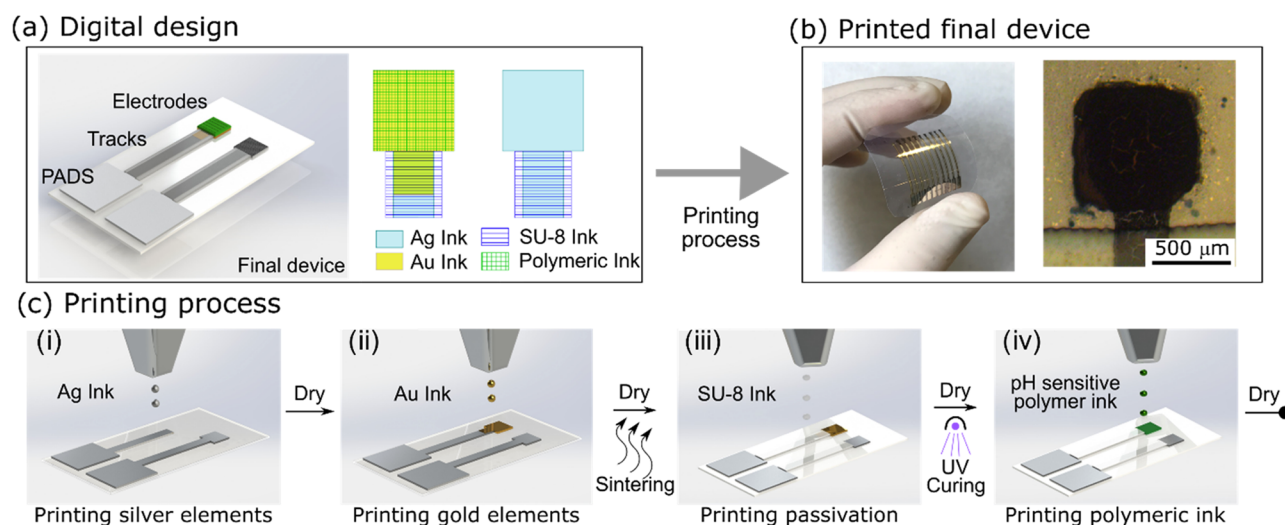 (a) Digital design
Electrodes
Tracks
PADS
Final device
Ag Ink
SU-8 Ink
Au Ink
Polymeric Ink
Printing
process
(b) Printed final device
500 μm
(c) Printing process
(i)
Ag Ink
Printing silver elements
Dry
(ii)
Au Ink
Printing gold elements
Dry
Sintering
(iii)
SU-8 Ink
Printing passivation
Dry
UV
Curing
(iv)
pH sensitive
polymer ink
Printing polymeric ink
Dry